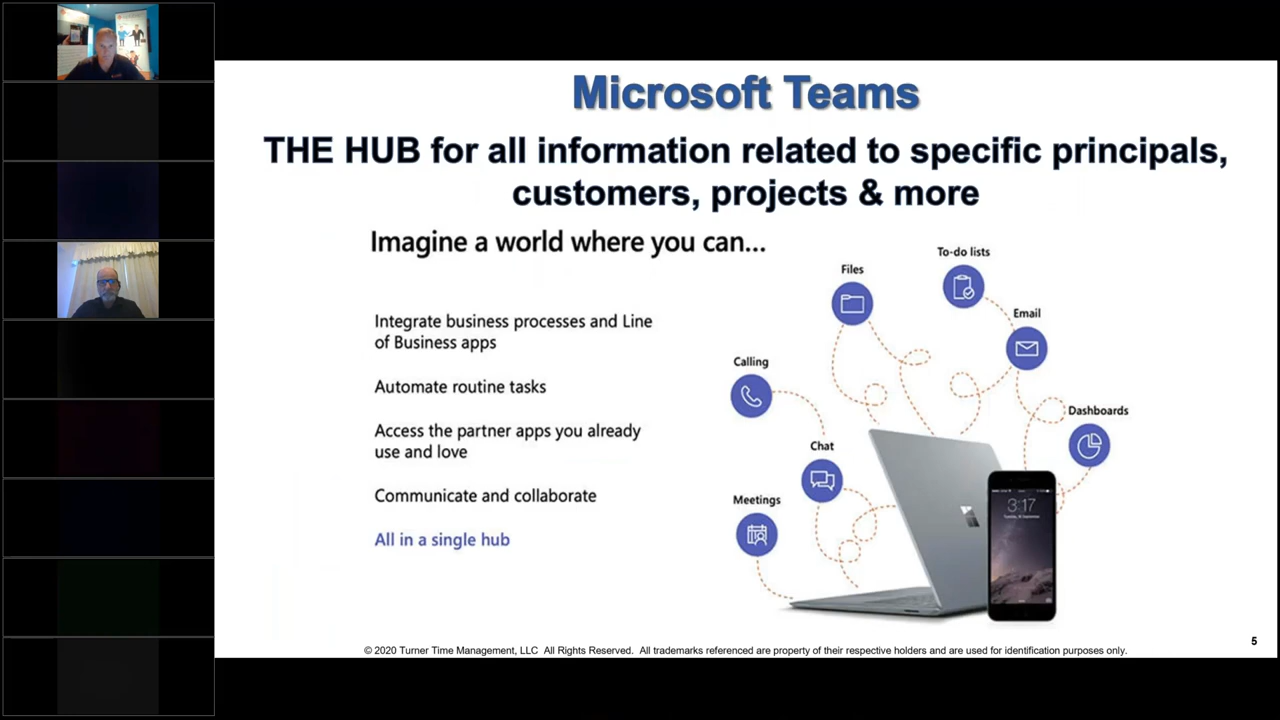 Microsoft Teams
THE HUB for all information related to specific principals,
customers, projects & more
Imagine a world where you can...
Integrate business processes and Line
of Business apps
Automate routine tasks
Access the partner apps you already
use and love
Communicate and collaborate
All in a single hub
To-do lists
Files
Email
Calling
Dashboards
Chat
Meetings
3:17
5
© 2020 Turner Time Management, LLC All Rights Reserved. All trademarks referenced are property of their respective holders and are used for identification purposes only.